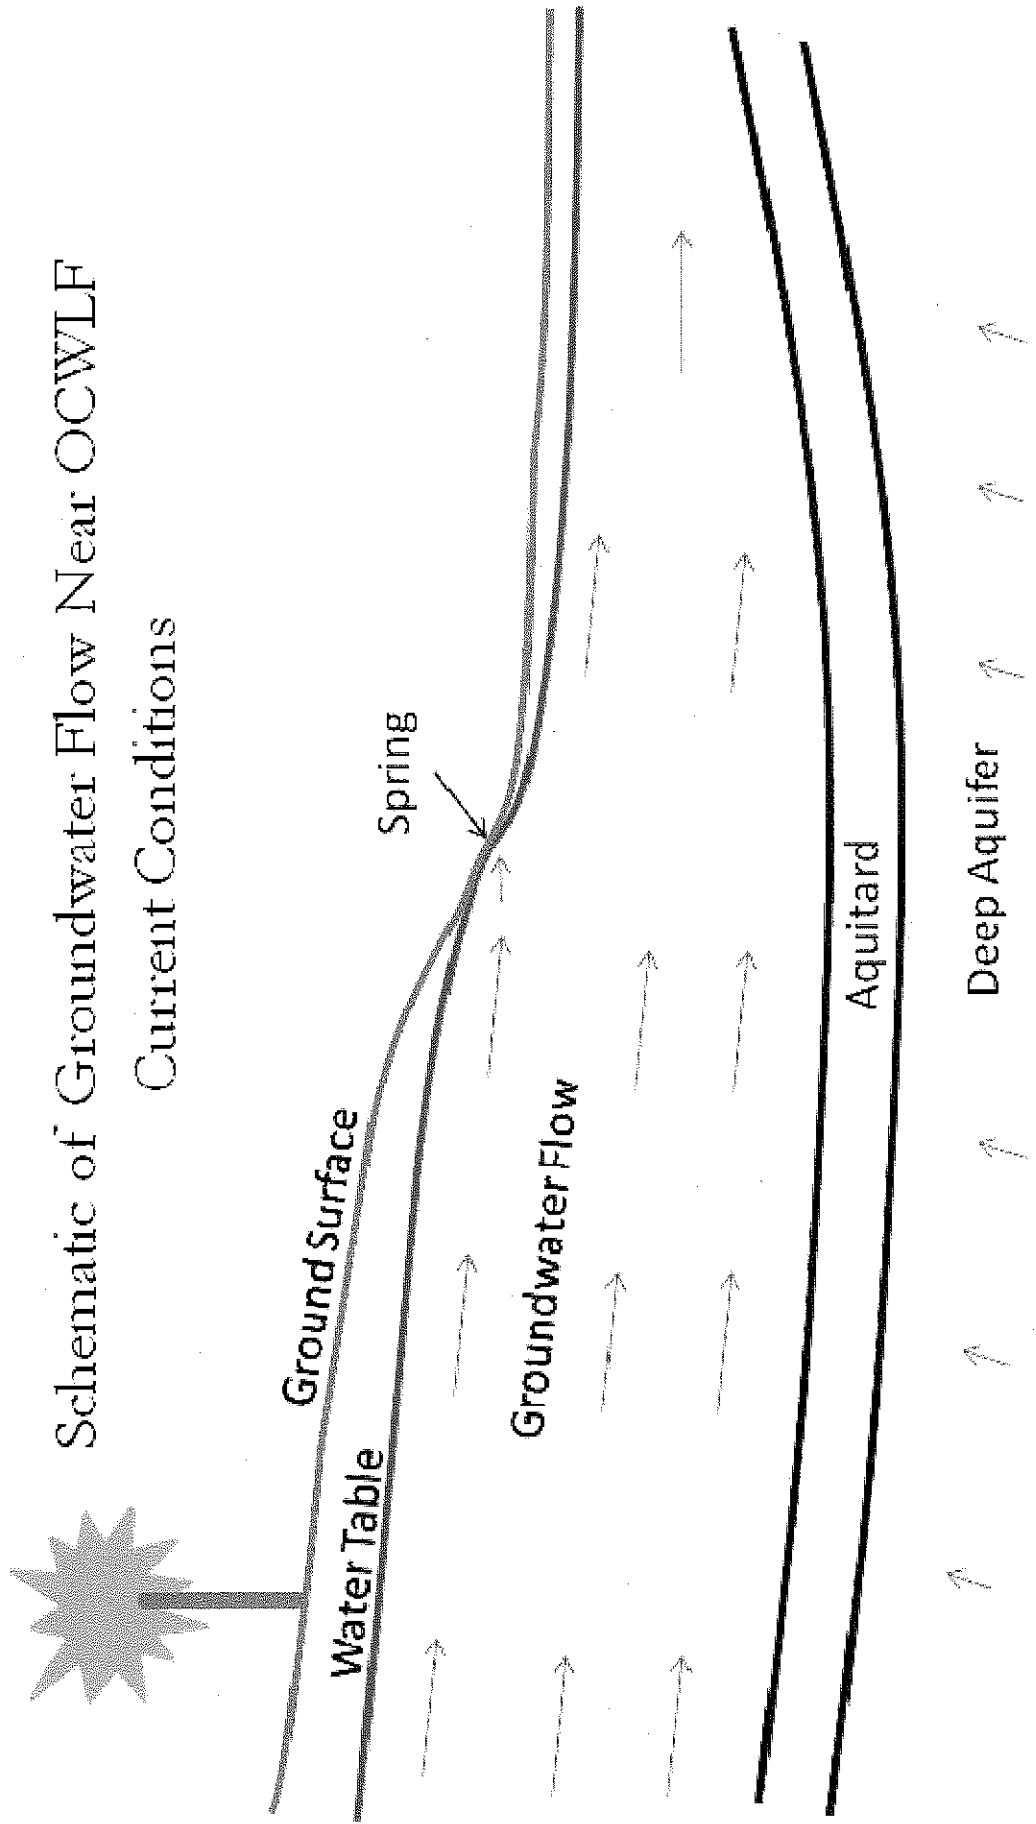 Schematic of Groundwater Flow Near OCWLF
Current Conditions
Spring
Ground Surface
Water Table
Groundwater Flow
Aquitard
Deep Aquifer